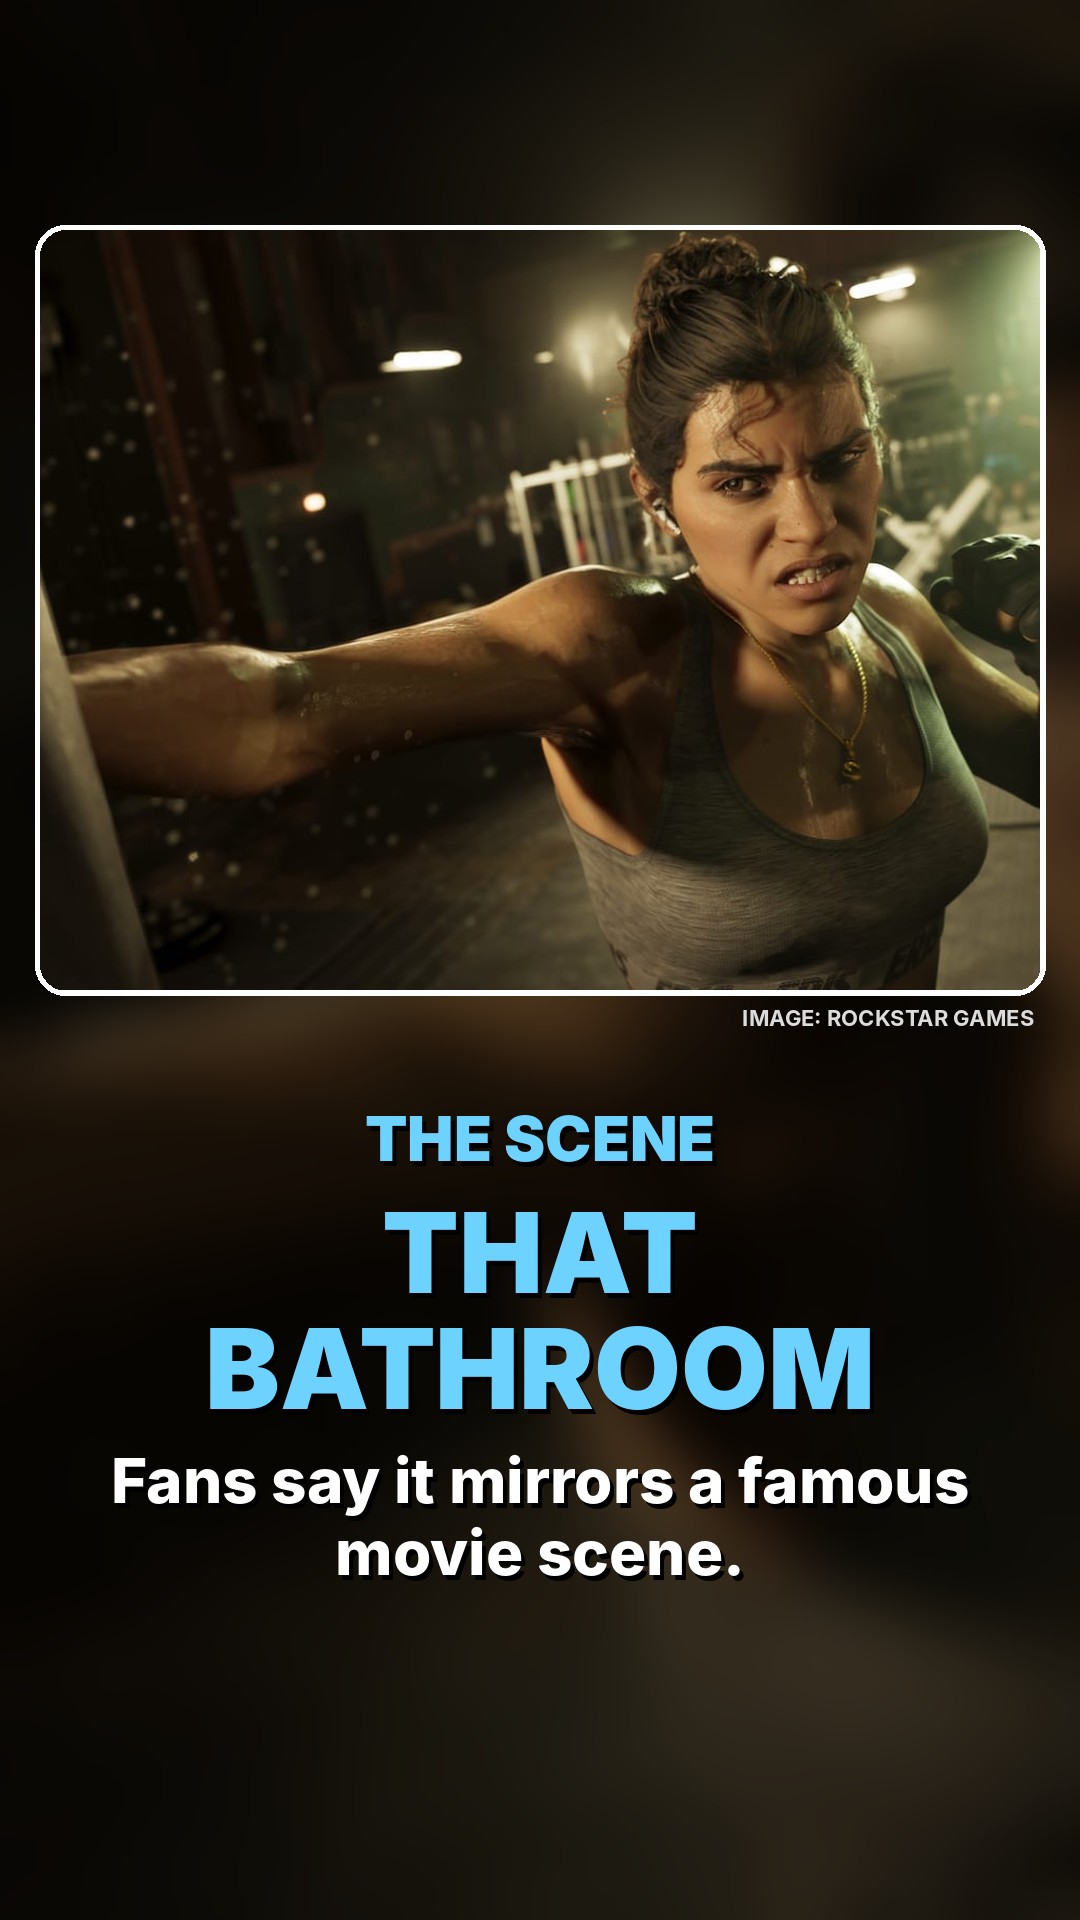 IMAGE: ROCKSTAR GAMES
THE SCENE
THAT
BATHROOM
Fans say it mirrors a famous
movie scene.